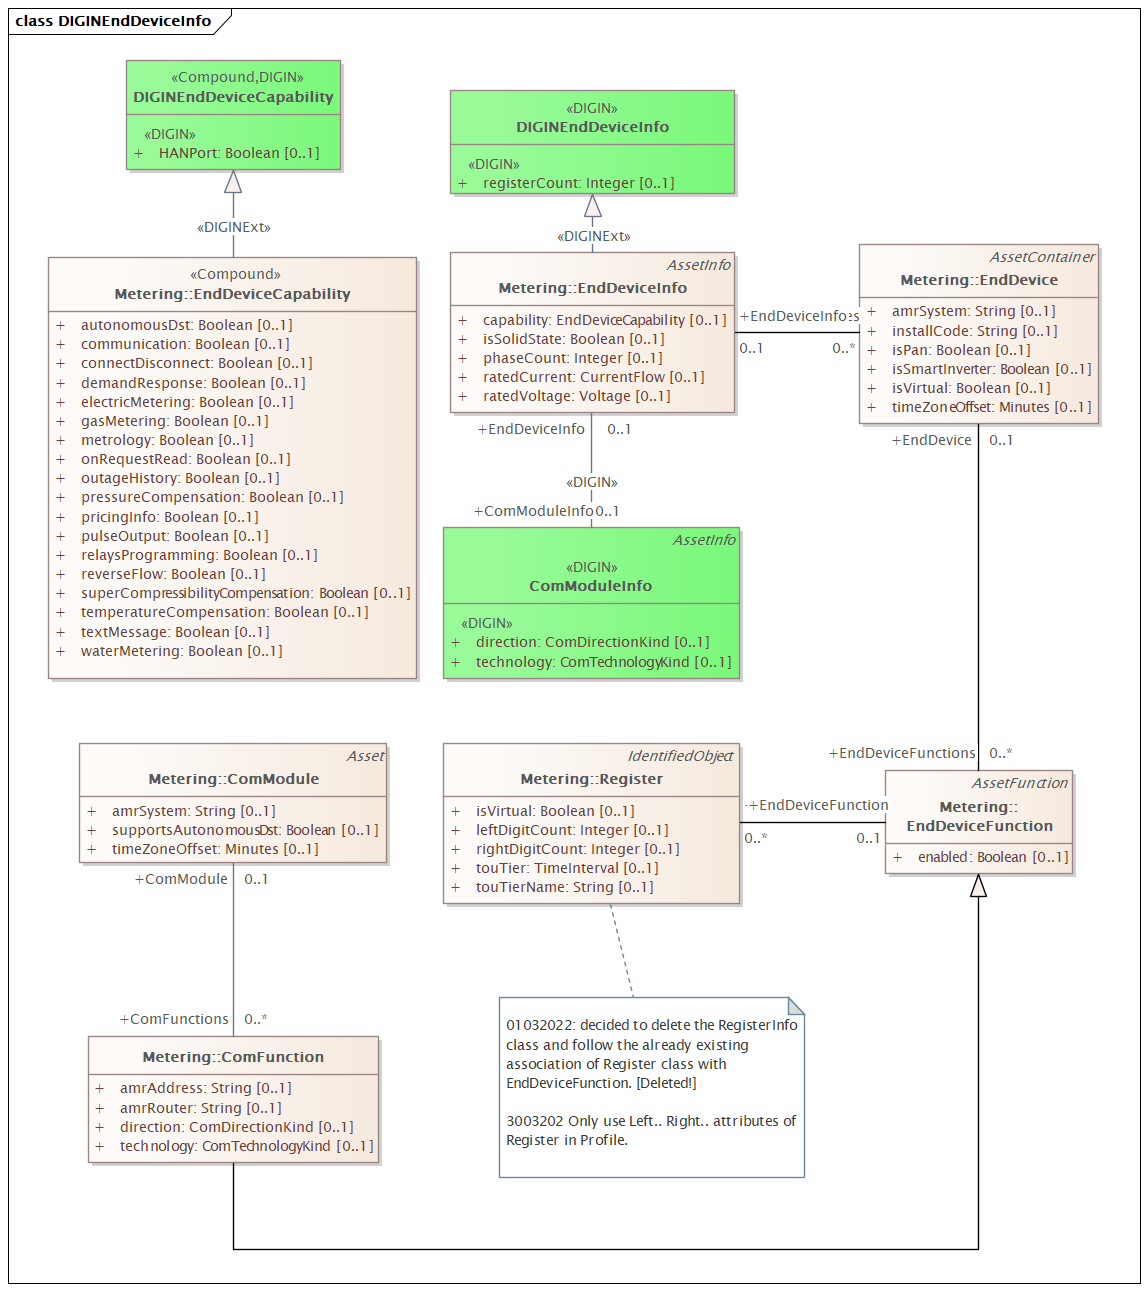 class DIGINEndDeviceInfo
«Compound,DIGIN»
DIGINEndDeviceCapability
«DIGIN»
+ HANPort: Boolean [0..1]
«DIGINExt»
«Compound»
Metering::EndDeviceCapability
+ autonomousDst: Boolean [0..1]
+ communication: Boolean [0..1]
+ connectDisconnect: Boolean [0..1]
+ demandResponse: Boolean [0..1]
+ electricMetering: Boolean [0..1]
+ gasMetering: Boolean [0..1]
+ metrology: Boolean [0..1]
+ onRequestRead: Boolean [0..1]
+ outageHistory: Boolean [0..1]
+ pressureCompensation: Boolean [0..1]
+ pricingInfo: Boolean [0..1]
+ pulseOutput: Boolean [0..1]
+ relaysProgramming: Boolean [0..1]
+ reverseFlow: Boolean [0..1]
+ superCompressibilityCompensation: Boolean [0..1]
+ temperatureCompensation: Boolean [0..1]
+ textMessage: Boolean [0..1]
+ waterMetering: Boolean [0..1]
«DIGIN»
DIGINEndDeviceInfo
«DIGIN»
+ registerCount: Integer [0..1]
«DIGINExt»
AssetInfo
Metering::EndDeviceInfo
+ capability: EndDeviceCapability [0..1]
+ isSolidState: Boolean [0..1]
+ phaseCount: Integer [0..1]
+ ratedCurrent: CurrentFlow [0..1]
+ ratedVoltage: Voltage [0..1]
+EndDeviceInfoes
0..1 0..*
AssetContainer
Metering::EndDevice
+ amrSystem: String [0..1]
+ installCode: String [0..1]
+ isPan: Boolean [0..1]
+ isSmartInverter: Boolean [0..1]
+ isVirtual: Boolean [0..1]
+ timeZoneOffset: Minutes [0..1]
+EndDevice 0..1
+EndDeviceInfo 0..1
«DIGIN»
+ComModuleInfo 0..1
AssetInfo
«DIGIN»
ComModuleInfo
«DIGIN»
+ direction: ComDirectionKind [0..1]
+ technology: ComTechnologyKind [0..1]
Asset
Metering::ComModule
+ amrSystem: String [0..1]
+ supportsAutonomousDst: Boolean [0..1]
+ timeZoneOffset: Minutes [0..1]
+ComModule 0..1
IdentifiedObject
Metering::Register
+ isVirtual: Boolean [0..1]
+ leftDigitCount: Integer [0..1]
+ rightDigitCount: Integer [0..1]
+ touTier: TimeInterval [0..1]
+ touTierName: String [0..1]
+EndDeviceFunction
0..* 0..1
+EndDeviceFunctions 0..*
AssetFunction
Metering::
EndDeviceFunction
+ enabled: Boolean [0..1]
+ComFunctions 0..*
Metering::ComFunction
+ amrAddress: String [0..1]
+ amrRouter: String [0..1]
+ direction: ComDirectionKind [0..1]
+ technology: ComTechnologyKind [0..1]
01032022: decided to delete the RegisterInfo
class and follow the already existing
association of Register class with
EndDeviceFunction. [Deleted!]
3003202 Only use Left.. Right.. attributes of
Register in Profile.